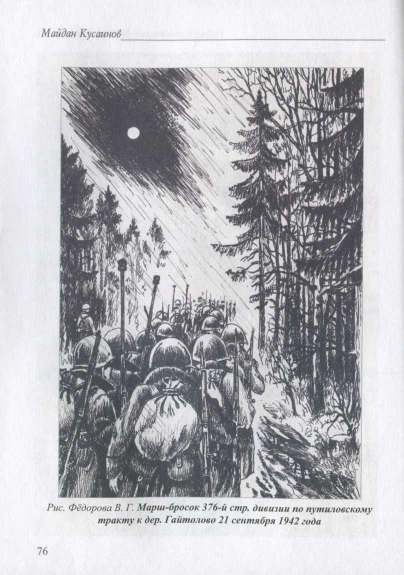 Майдан Кусаинов
Рис. Фёдорова В. Г. Марш-бросок 376-й стр. дивизии по путиловскому
тракту к дер. Гайтолово 21 сентября 1942 года
76